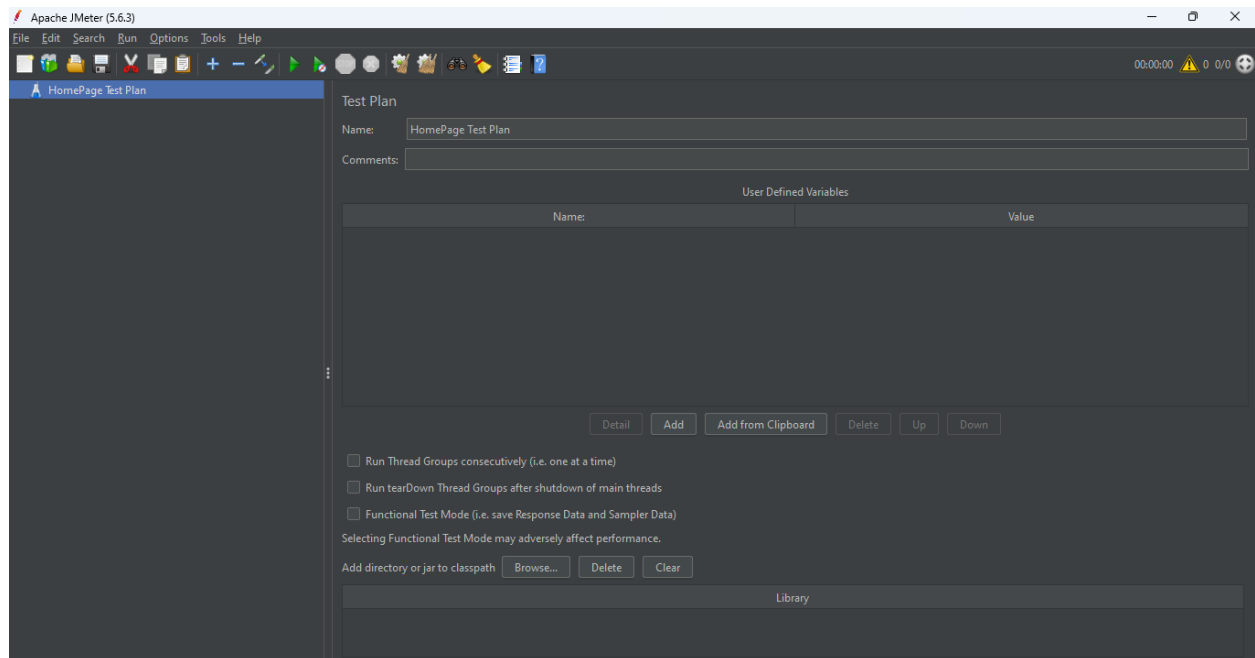 Apache JMeter (5.6.3)
File Edit Search Run Options Tools Help
00:00:00 0 0/0
HomePage Test Plan
Test Plan
Name: HomePage Test Plan
Comments:
User Defined Variables
Name: Value
Detail Add Add from Clipboard Delete Up Down
Run Thread Groups consecutively (i.e. one at a time)
Run tearDown Thread Groups after shutdown of main threads
Functional Test Mode (i.e. save Response Data and Sampler Data)
Selecting Functional Test Mode may adversely affect performance.
Add directory or jar to classpath Browse... Delete Clear
Library